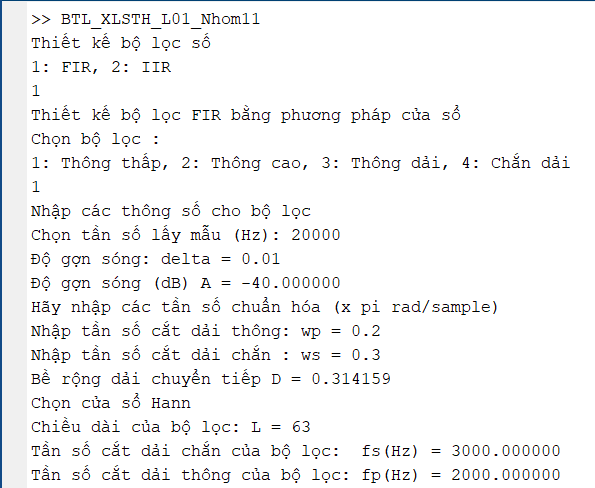 >> BTL_XLSTH_L01_Nhom11
Thiết kế bộ lọc số
1: FIR, 2: IIR
1
Thiết kế bộ lọc FIR bằng phương pháp cửa sổ
Chọn bộ lọc :
1: Thông thấp, 2: Thông cao, 3: Thông dải, 4: Chắn dải
1
Nhập các thông số cho bộ lọc
Chọn tần số lấy mẫu (Hz): 20000
Độ gợn sóng: delta = 0.01
Độ gợn sóng (dB) A = -40.000000
Hãy nhập các tần số chuẩn hóa (x pi rad/sample)
Nhập tần số cắt dải thông: wp = 0.2
Nhập tần số cắt dải chắn : ws = 0.3
Bề rộng dải chuyển tiếp D = 0.314159
Chọn cửa sổ Hann
Chiều dài của bộ lọc: L = 63
Tần số cắt dải chắn của bộ lọc:  fs(Hz) = 3000.000000
Tần số cắt dải thông của bộ lọc: fp(Hz) = 2000.000000